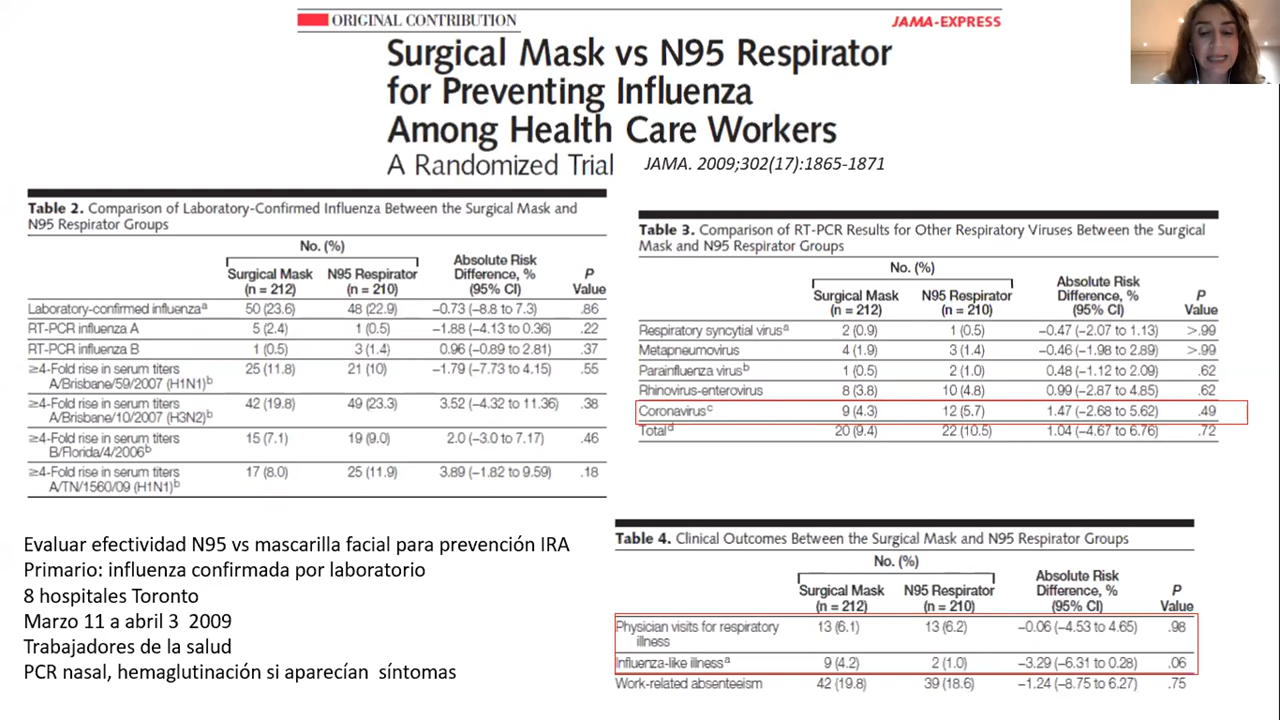 ORIGINAL CONTRIBUTION
JAMA-EXPRESS
Surgical Mask vs N95 Respirator
for Preventing Influenza
Among Health Care Workers
A Randomized Trial
JAMA. 2009;302(17):1865-1871
Table 2. Comparison of Laboratory-Confirmed Influenza Between the Surgical Mask and
N95 Respirator Groups
No. (%)
Surgical Mask (n = 212) N95 Respirator (n = 210) Absolute Risk Difference, % (95% CI) P Value
Laboratory-confirmed influenzaa 50 (23.6) 48 (22.9) −0.73 (−8.8 to 7.3) .86
RT-PCR influenza A 5 (2.4) 1 (0.5) −1.88 (−4.13 to 0.36) .22
RT-PCR influenza B 1 (0.5) 3 (1.4) 0.96 (−0.89 to 2.81) .37
≥4-Fold rise in serum titers 25 (11.8) 21 (10) −1.79 (−7.73 to 4.15) .55
A/Brisbane/59/2007 (H1N1)b
≥4-Fold rise in serum titers 42 (19.8) 49 (23.3) 3.52 (−4.32 to 11.36) .38
A/Brisbane/10/2007 (H3N2)b
≥4-Fold rise in serum titers 15 (7.1) 19 (9.0) 2.0 (−3.0 to 7.17) .46
B/Florida/4/2006b
≥4-Fold rise in serum titers 17 (8.0) 25 (11.9) 3.89 (−1.82 to 9.59) .18
A/TN/1560/09 (H1N1)b
Table 3. Comparison of RT-PCR Results for Other Respiratory Viruses Between the Surgical
Mask and N95 Respirator Groups
No. (%)
Surgical Mask (n = 212) N95 Respirator (n = 210) Absolute Risk Difference, % (95% CI) P Value
Respiratory syncytial virusa 2 (0.9) 1 (0.5) −0.47 (−2.07 to 1.13) >.99
Metapneumovirus 4 (1.9) 3 (1.4) −0.46 (−1.98 to 2.89) >.99
Parainfluenza virusb 1 (0.5) 2 (1.0) 0.48 (−1.12 to 2.09) .62
Rhinovirus-enterovirus 8 (3.8) 10 (4.8) 0.99 (−2.87 to 4.85) .62
Coronavirusc 9 (4.3) 12 (5.7) 1.47 (−2.68 to 5.62) .49
Totald 20 (9.4) 22 (10.5) 1.04 (−4.67 to 6.76) .72
Table 4. Clinical Outcomes Between the Surgical Mask and N95 Respirator Groups
No. (%)
Surgical Mask (n = 212) N95 Respirator (n = 210) Absolute Risk Difference, % (95% CI) P Value
Physician visits for respiratory 13 (6.1) 13 (6.2) −0.06 (−4.53 to 4.65) .98
illness
Influenza-like illnessa 9 (4.2) 2 (1.0) −3.29 (−6.31 to 0.28) .06
Work-related absenteeism 42 (19.8) 39 (18.6) −1.24 (−8.75 to 6.27) .75
Evaluar efectividad N95 vs mascarilla facial para prevención IRA
Primario: influenza confirmada por laboratorio
8 hospitales Toronto
Marzo 11 a abril 3 2009
Trabajadores de la salud
PCR nasal, hemaglutinación si aparecían síntomas